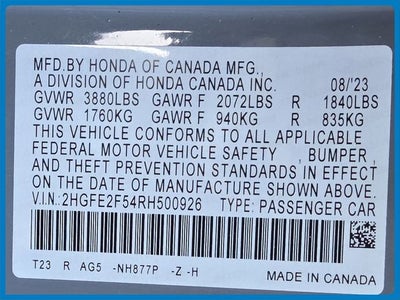 MFD.BY HONDA OF CANADA MFG.,
A DIVISION OF HONDA CANADA INC. 08/'23
GVWR 3880LBS GAWR F 2072LBS R 1840LBS
GVWR 1760KG GAWR F 940KG R 835KG
THIS VEHICLE CONFORMS TO ALL APPLICABLE
FEDERAL MOTOR VEHICLE SAFETY , BUMPER ,
AND THEFT PREVENTION STANDARDS IN EFFECT
ON THE DATE OF MANUFACTURE SHOWN ABOVE.
V.I.N.: 2HGFE2F54RH500926 TYPE: PASSENGER CAR
T23 R AG5 -NH877P -Z -H
MADE IN CANADA